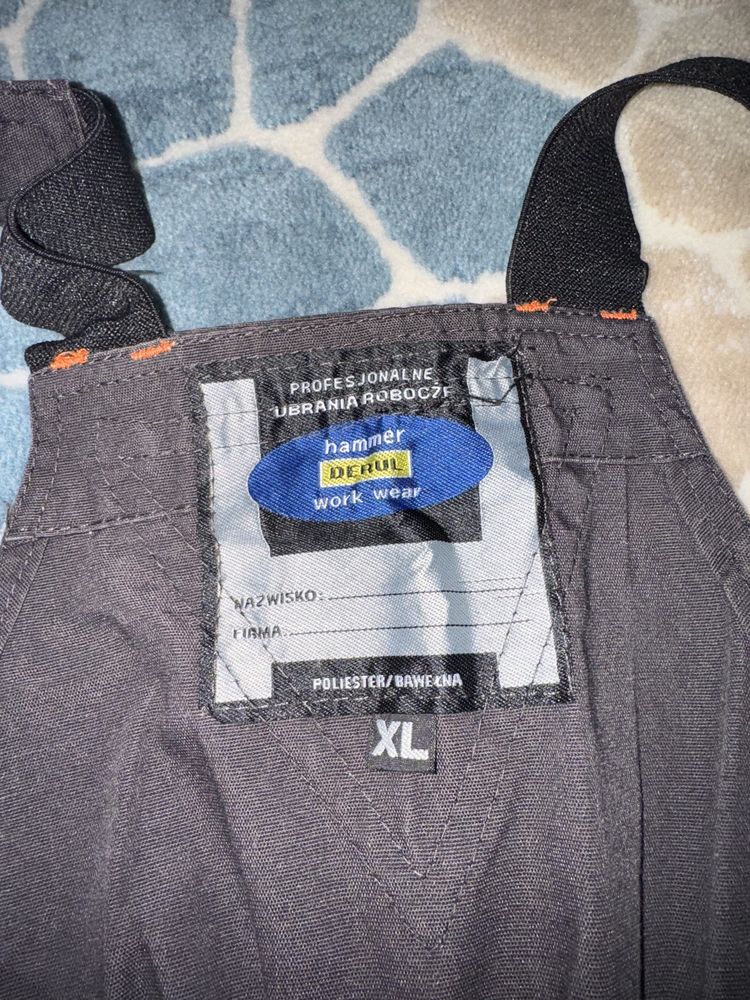 PROFESJONALNE
UBRANIA ROBOCZE
hammer
DERUL
work wear
NAZWISKO:
FIRMA:
POLIESTER/BAWEŁNA
XL